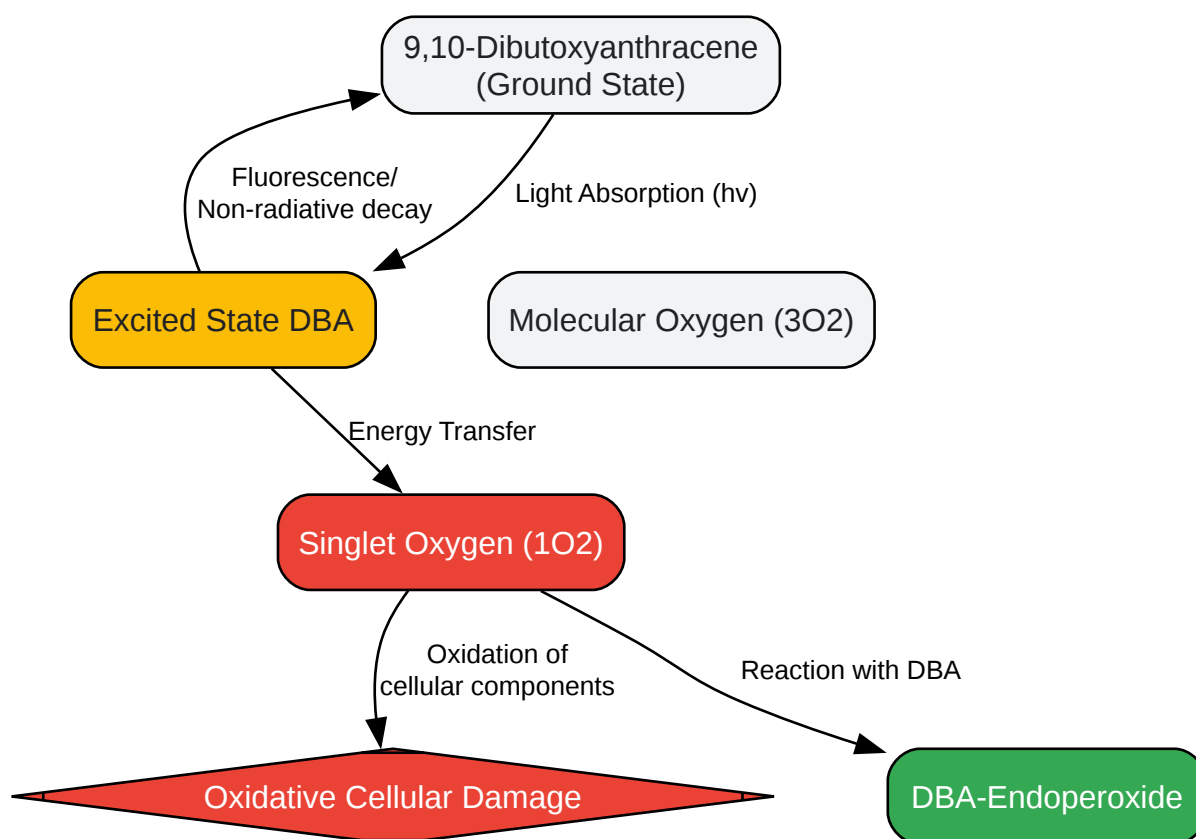 9,10-Dibutoxyanthracene
(Ground State)
Fluorescence/
Non-radiative decay
Light Absorption (hv)
Excited State DBA
Molecular Oxygen (3O2)
Energy Transfer
Singlet Oxygen (1O2)
Oxidation of
cellular components
Reaction with DBA
Oxidative Cellular Damage
DBA-Endoperoxide